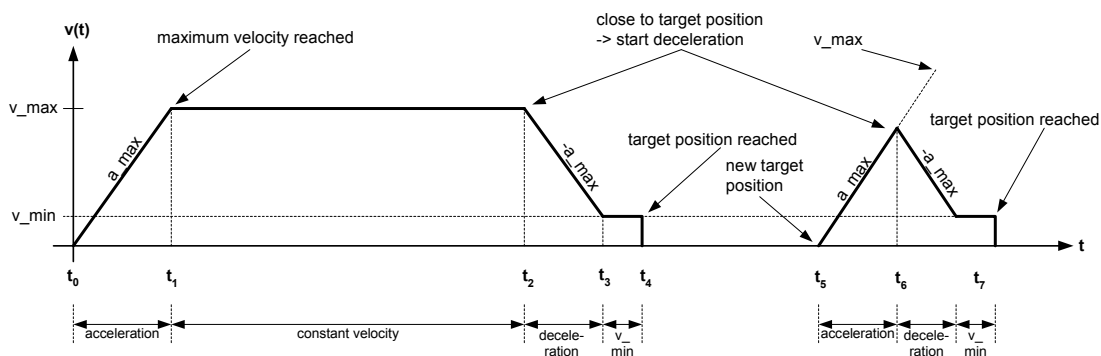 v(t)
maximum velocity reached
close to target position
-> start deceleration
v_max
v_max
a_max
-a_max
target position reached
new target
position
a_max
-a_max
target position reached
v_min
t
t0
t1
t2
t3
t4
t5
t6
t7
acceleration
constant velocity
decele-
ration
v_
min
acceleration
decele-
ration
v_
min